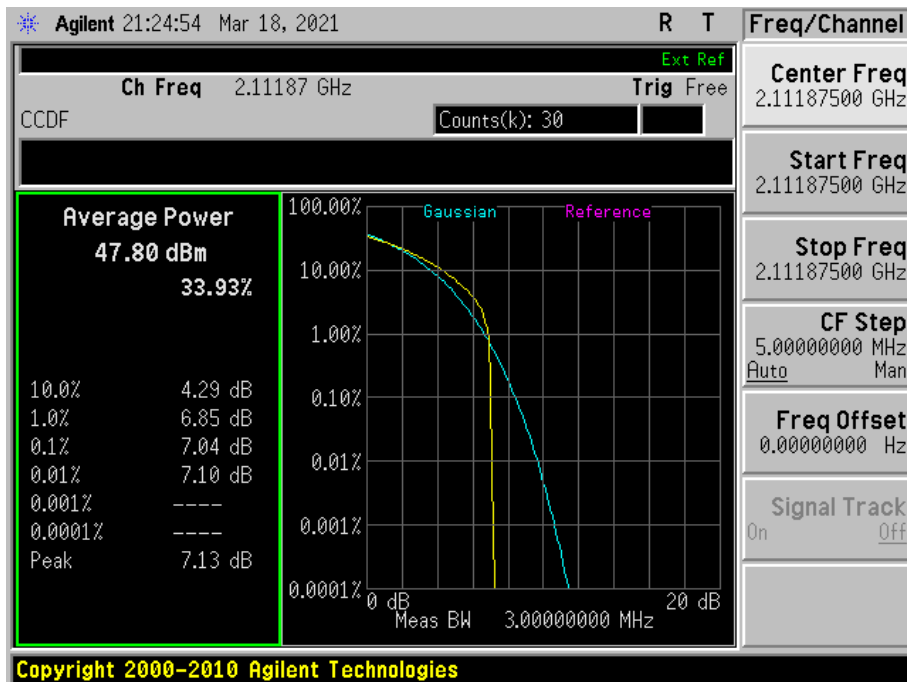 Agilent 21:24:54 Mar 18, 2021 R T
Ext Ref
Ch Freq 2.11187 GHz Trig Free
CCDF Counts(k): 30
Average Power
47.80 dBm
33.93%
10.0% 4.29 dB
1.0% 6.85 dB
0.1% 7.04 dB
0.01% 7.10 dB
0.001% ----
0.0001% ----
Peak 7.13 dB
Gaussian Reference
100.00%
10.00%
1.00%
0.10%
0.01%
0.001%
0.0001%
0 dB 20 dB
Meas BW 3.00000000 MHz
Freq/Channel
Center Freq
2.11187500 GHz
Start Freq
2.11187500 GHz
Stop Freq
2.11187500 GHz
CF Step
5.00000000 MHz
Auto Man
Freq Offset
0.00000000 Hz
Signal Track
On Off
Copyright 2000-2010 Agilent Technologies